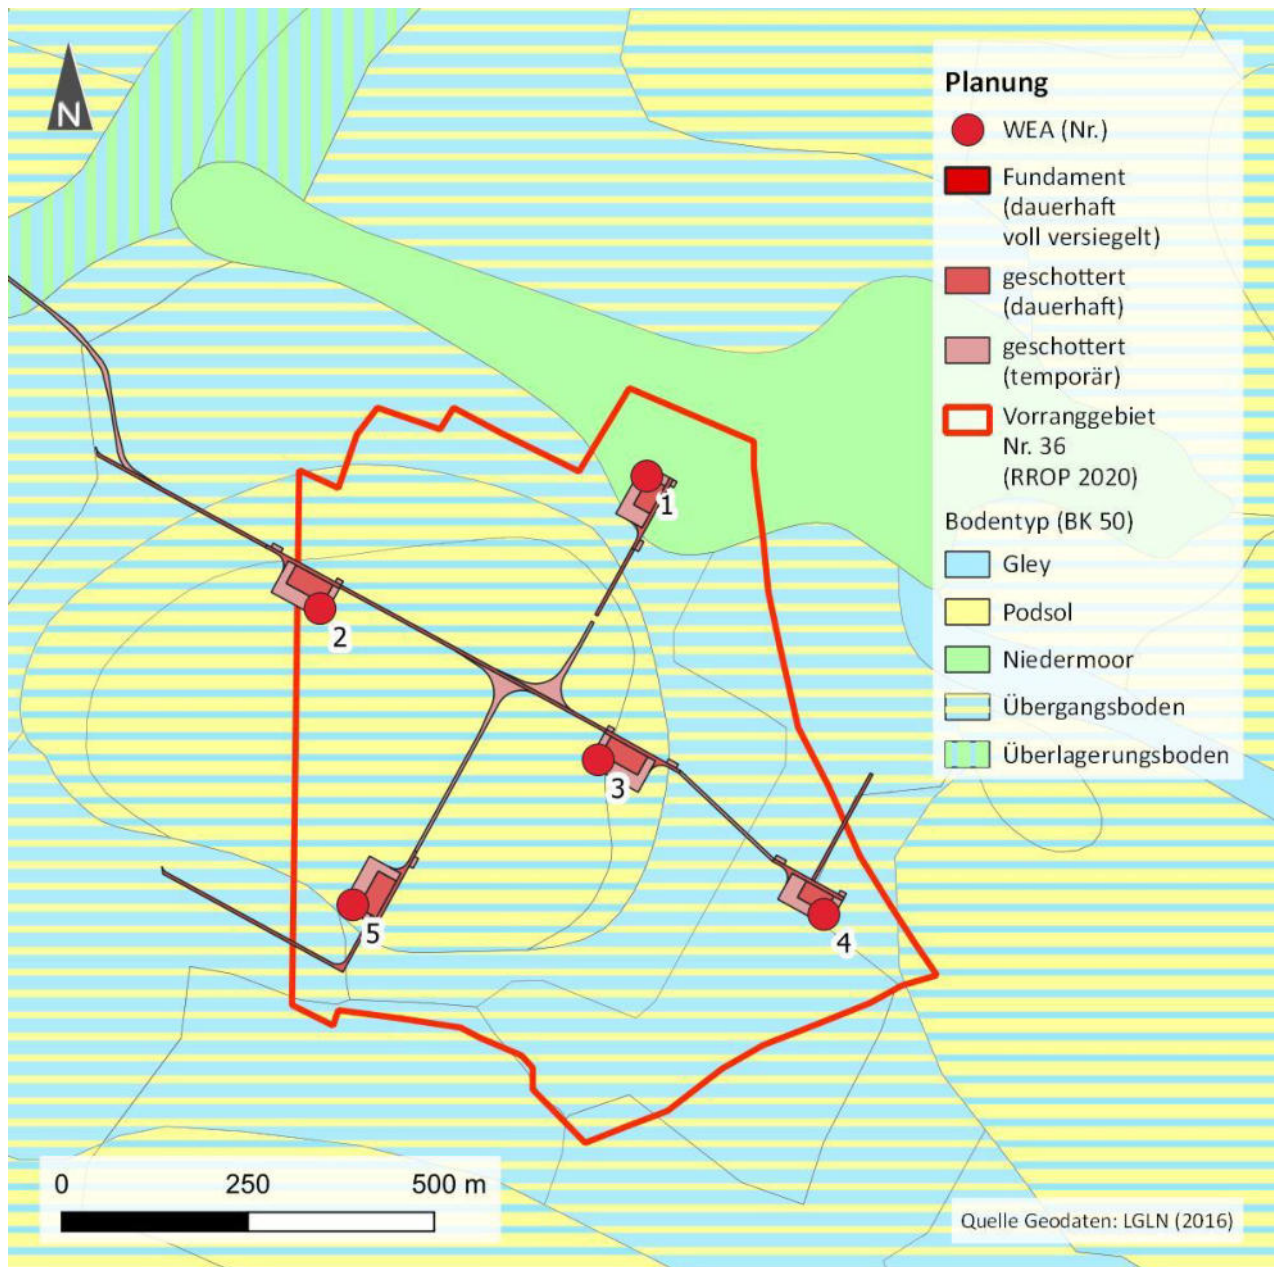 N
Planung
WEA (Nr.)
Fundament
(dauerhaft
voll versiegelt)
geschottert
(dauerhaft)
geschottert
(temporär)
Vorranggebiet
Nr. 36
(RROP 2020)
Bodentyp (BK 50)
Gley
Podsol
Niedermoor
Übergangsboden
Überlagerungsboden
1
2
3
4
5
0 250 500 m
Quelle Geodaten: LGLN (2016)